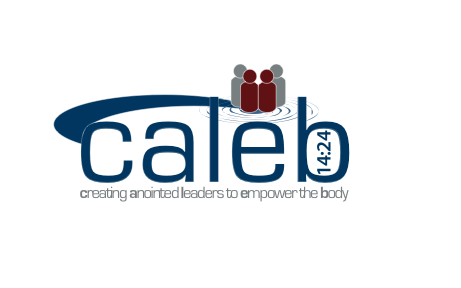 caleb
14:24
creating anointed leaders to empower the body